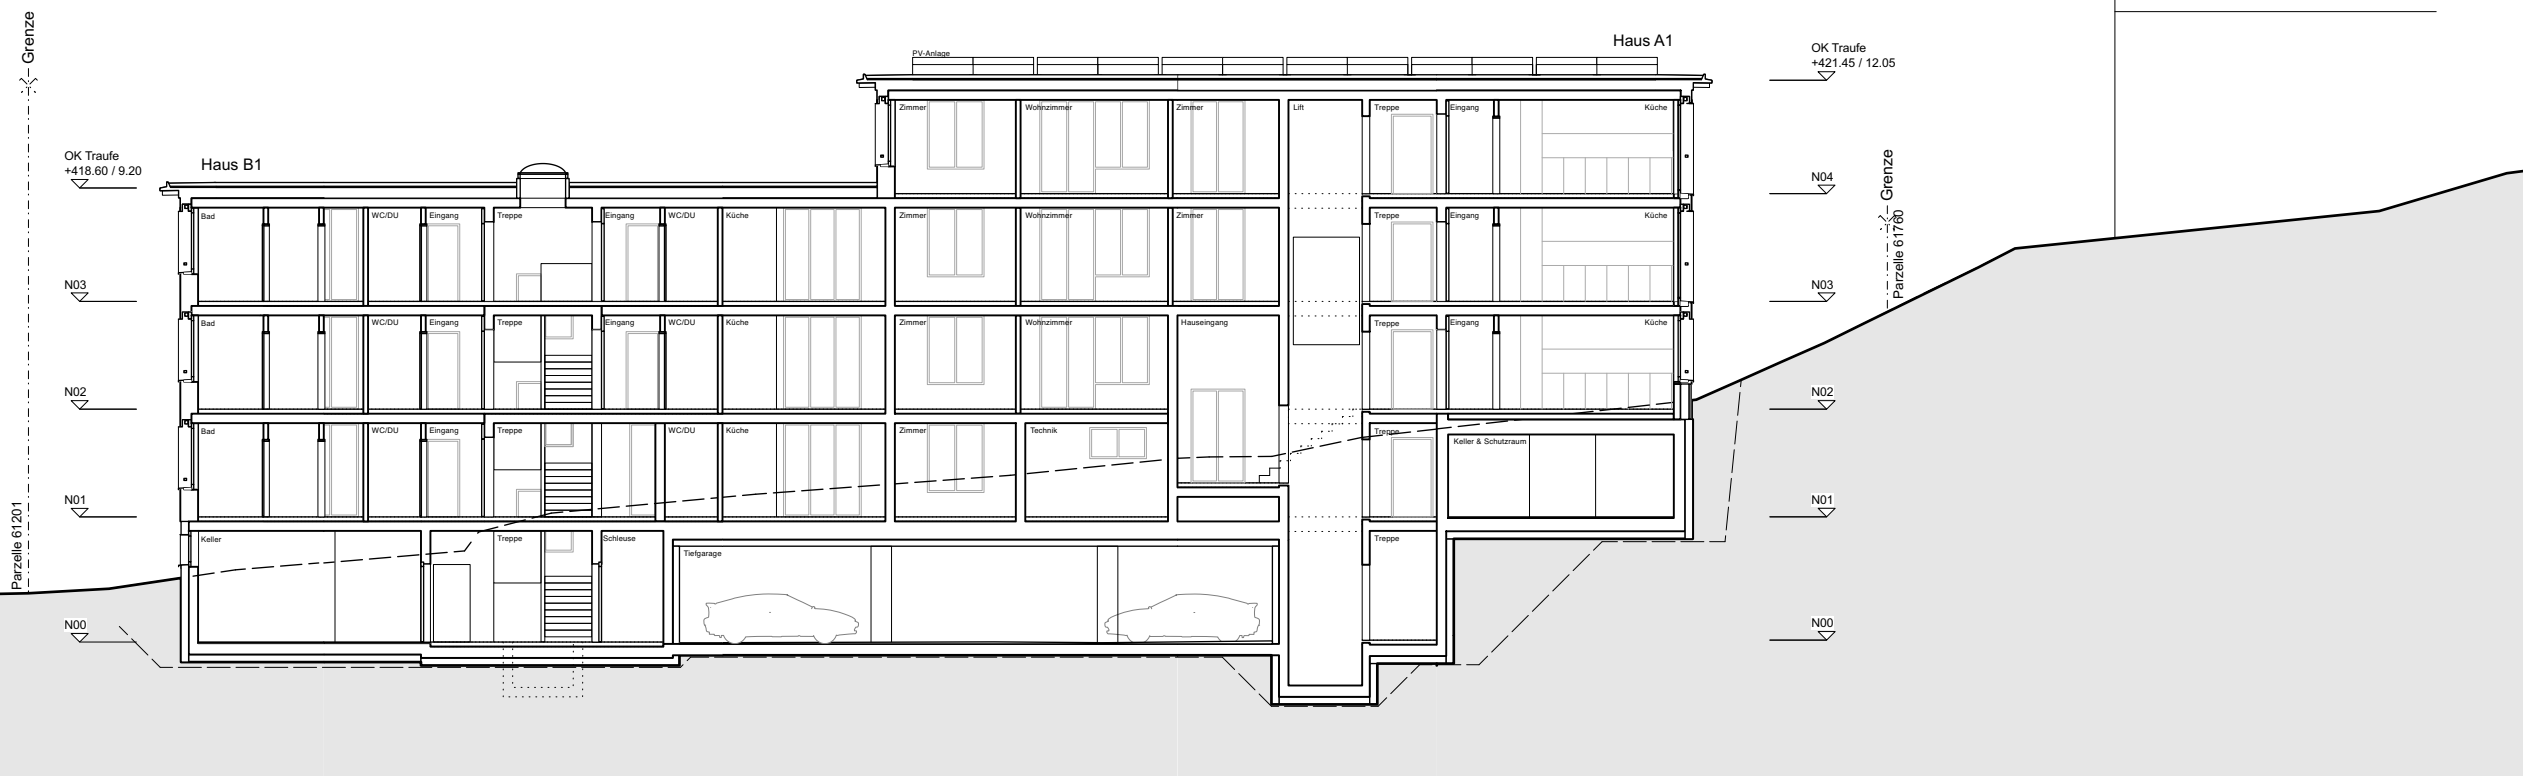 Grenze
Parzelle 61201
OK Traufe
+418.60 / 9.20
Haus B1
PV-Anlage
Haus A1
OK Traufe
+421.45 / 12.05
Grenze
Parzelle 61760
Zimmer
Wohnzimmer
Zimmer
Lift
Treppe
Eingang
Küche
N04
Bad
WC/DU
Eingang
Treppe
Eingang
WC/DU
Küche
Zimmer
Wohnzimmer
Zimmer
Treppe
Eingang
Küche
N03
N03
Bad
WC/DU
Eingang
Treppe
Eingang
WC/DU
Küche
Zimmer
Wohnzimmer
Hauseingang
Treppe
Eingang
Küche
N02
N02
Bad
WC/DU
Eingang
Treppe
WC/DU
Küche
Zimmer
Technik
Treppe
Keller & Schutzraum
N01
N01
Keller
Treppe
Schleuse
Tiefgarage
Treppe
N00
N00